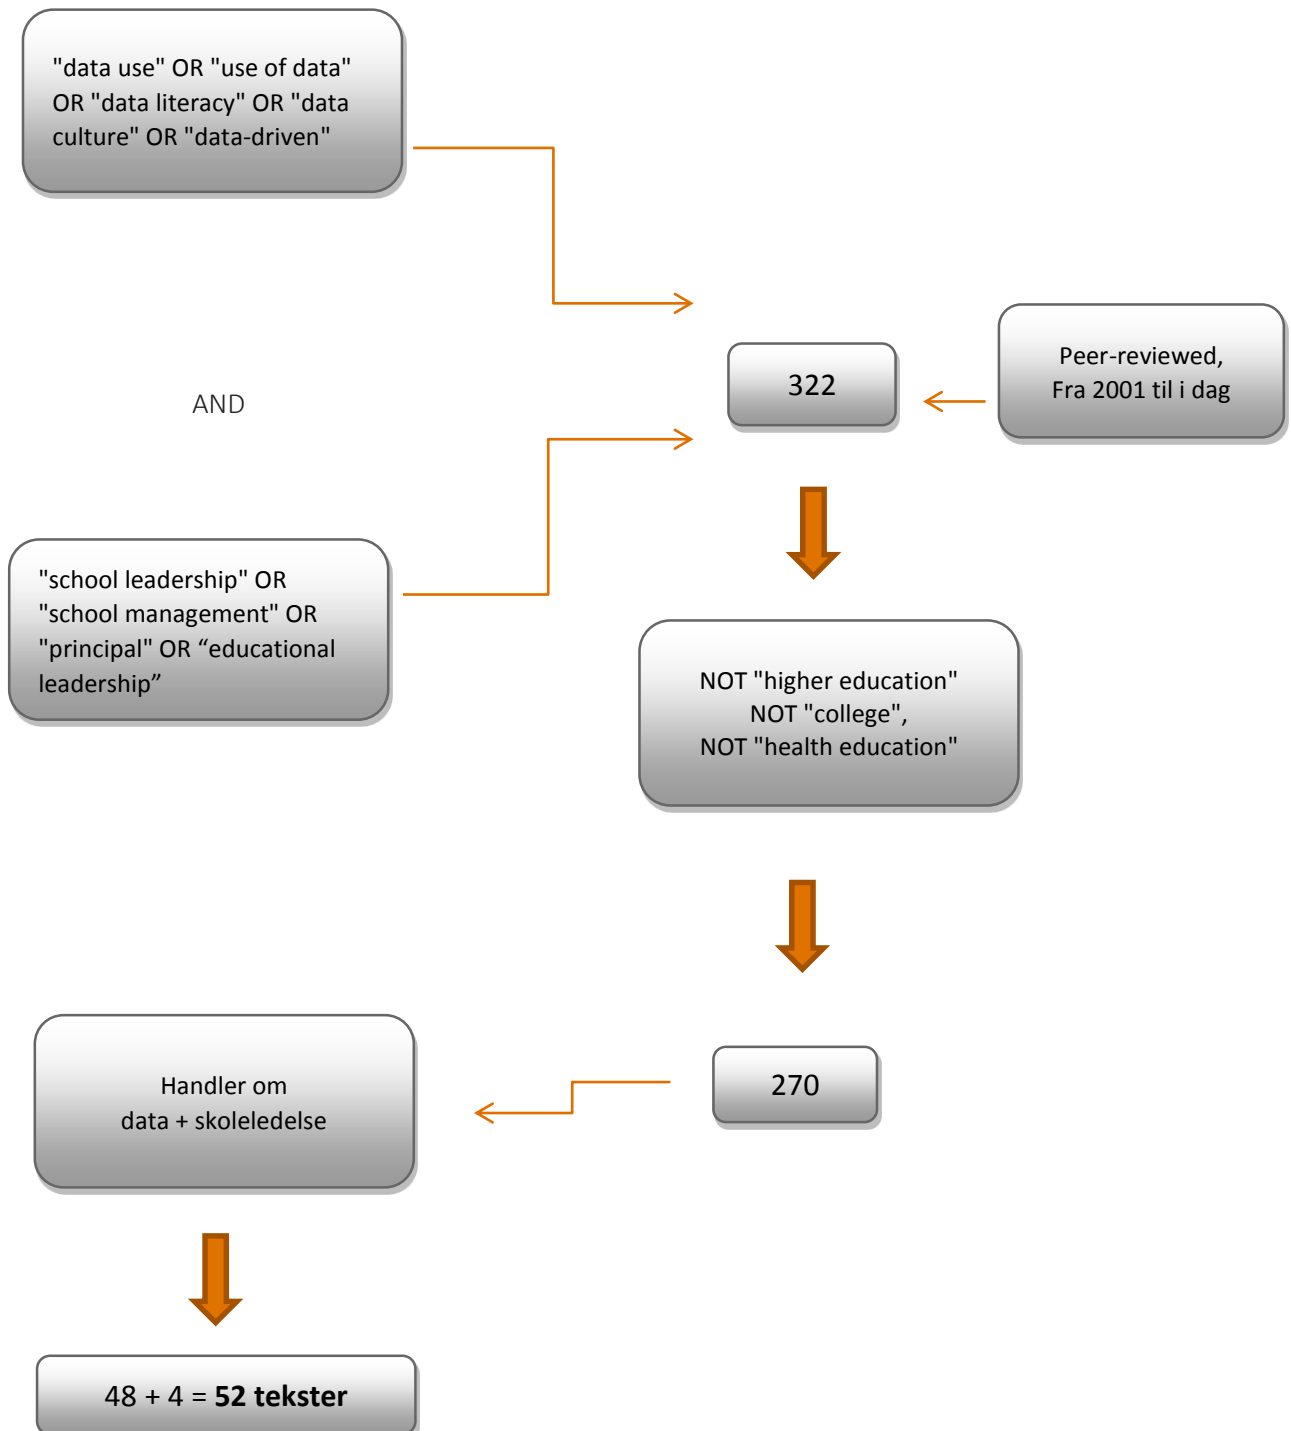 "data use" OR "use of data"
OR "data literacy" OR "data
culture" OR "data-driven"
AND
"school leadership" OR
"school management" OR
"principal" OR “educational
leadership”
322
Peer-reviewed,
Fra 2001 til i dag
NOT "higher education"
NOT "college",
NOT "health education"
270
Handler om
data + skoleledelse
48 + 4 = 52 tekster